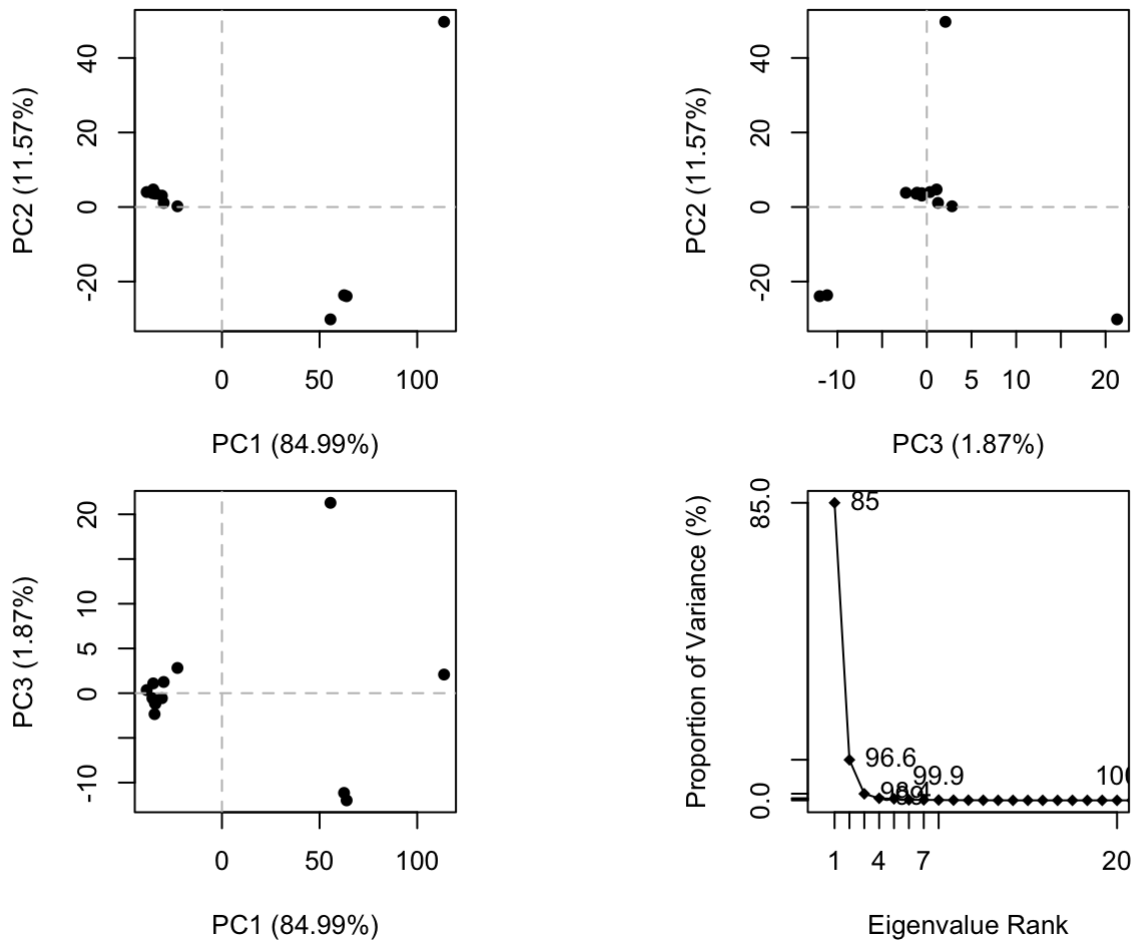 PC2 (11.57%)
40
20
0
-20
0 50 100
PC1 (84.99%)
PC2 (11.57%)
40
20
0
-20
-10 0 5 10 20
PC3 (1.87%)
PC3 (1.87%)
20
10
5
0
-10
0 50 100
PC1 (84.99%)
Proportion of Variance (%)
85.0
0.0
85
96.6
99.9
1 4 7 20
Eigenvalue Rank